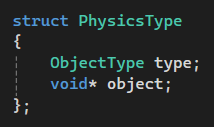 struct PhysicsType
{
    ObjectType type;
    void* object;
};